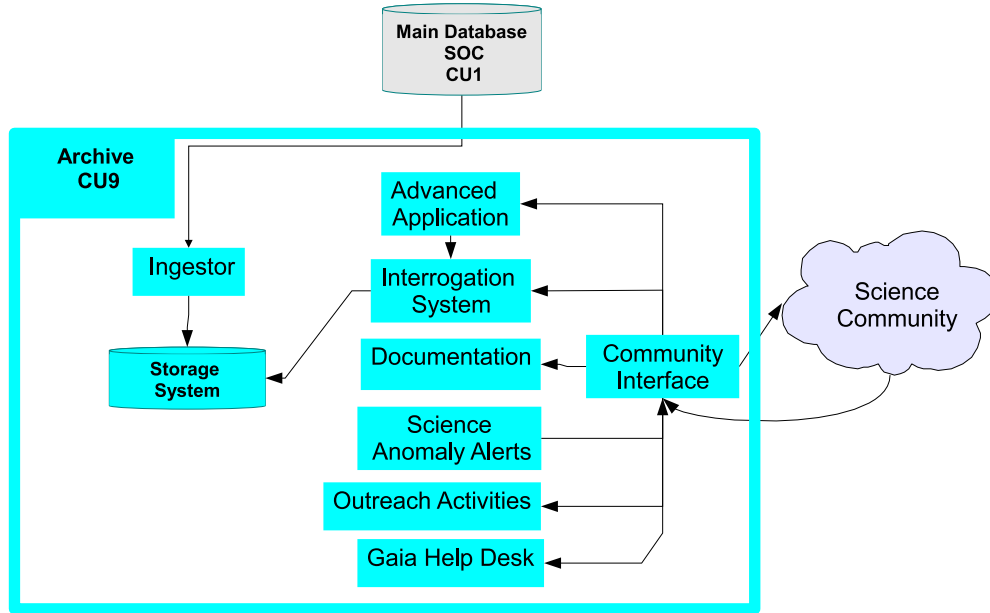 Main Database
SOC
CU1
Archive
CU9
Advanced
Application
Ingestor
Interrogation
System
Science
Community
Storage
System
Documentation
Community
Interface
Science
Anomaly Alerts
Outreach Activities
Gaia Help Desk